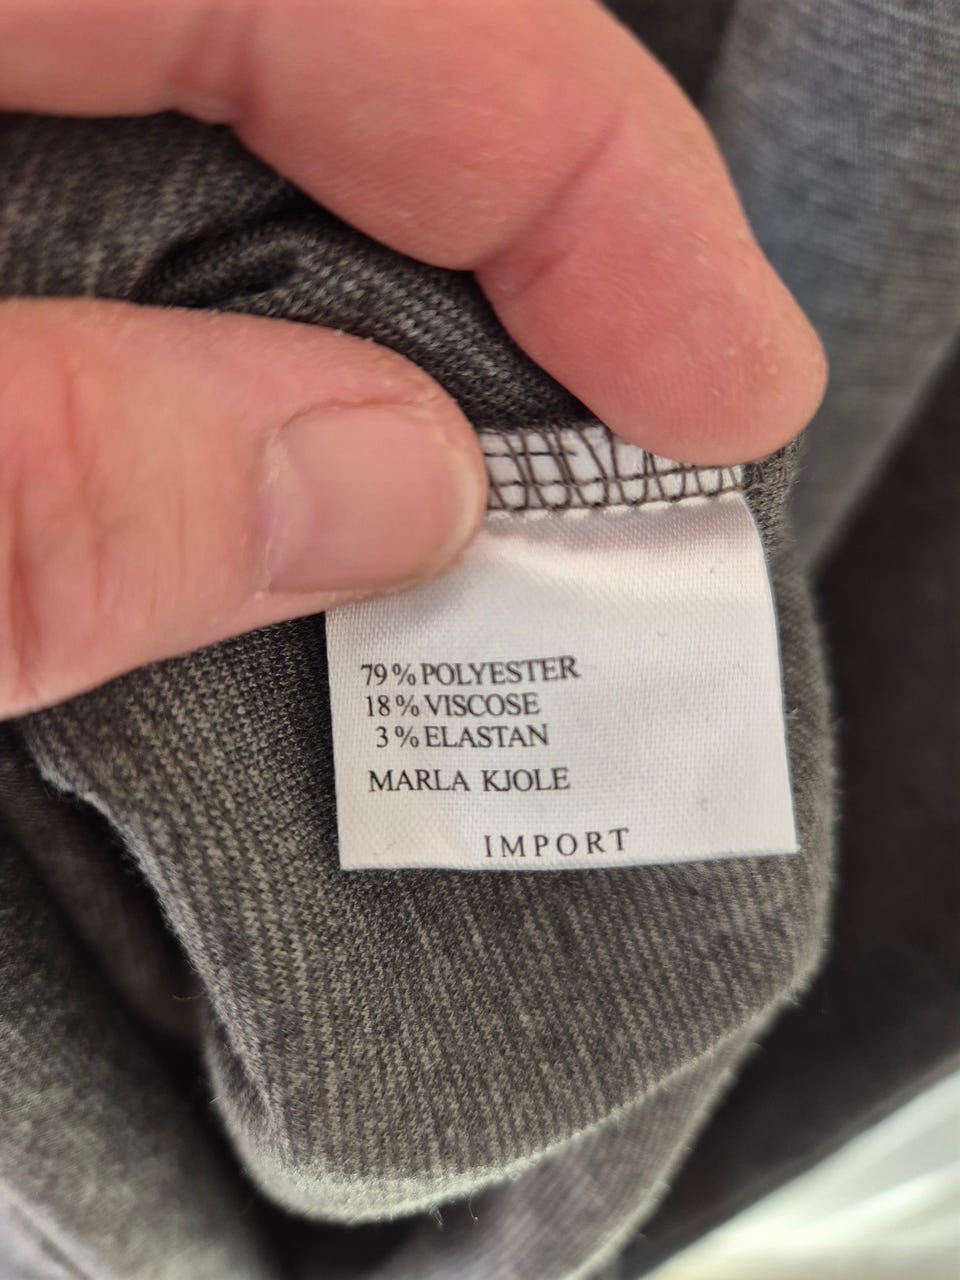 79% POLYESTER
18% VISCOSE
3% ELASTAN
MARLA KJOLE
IMPORT